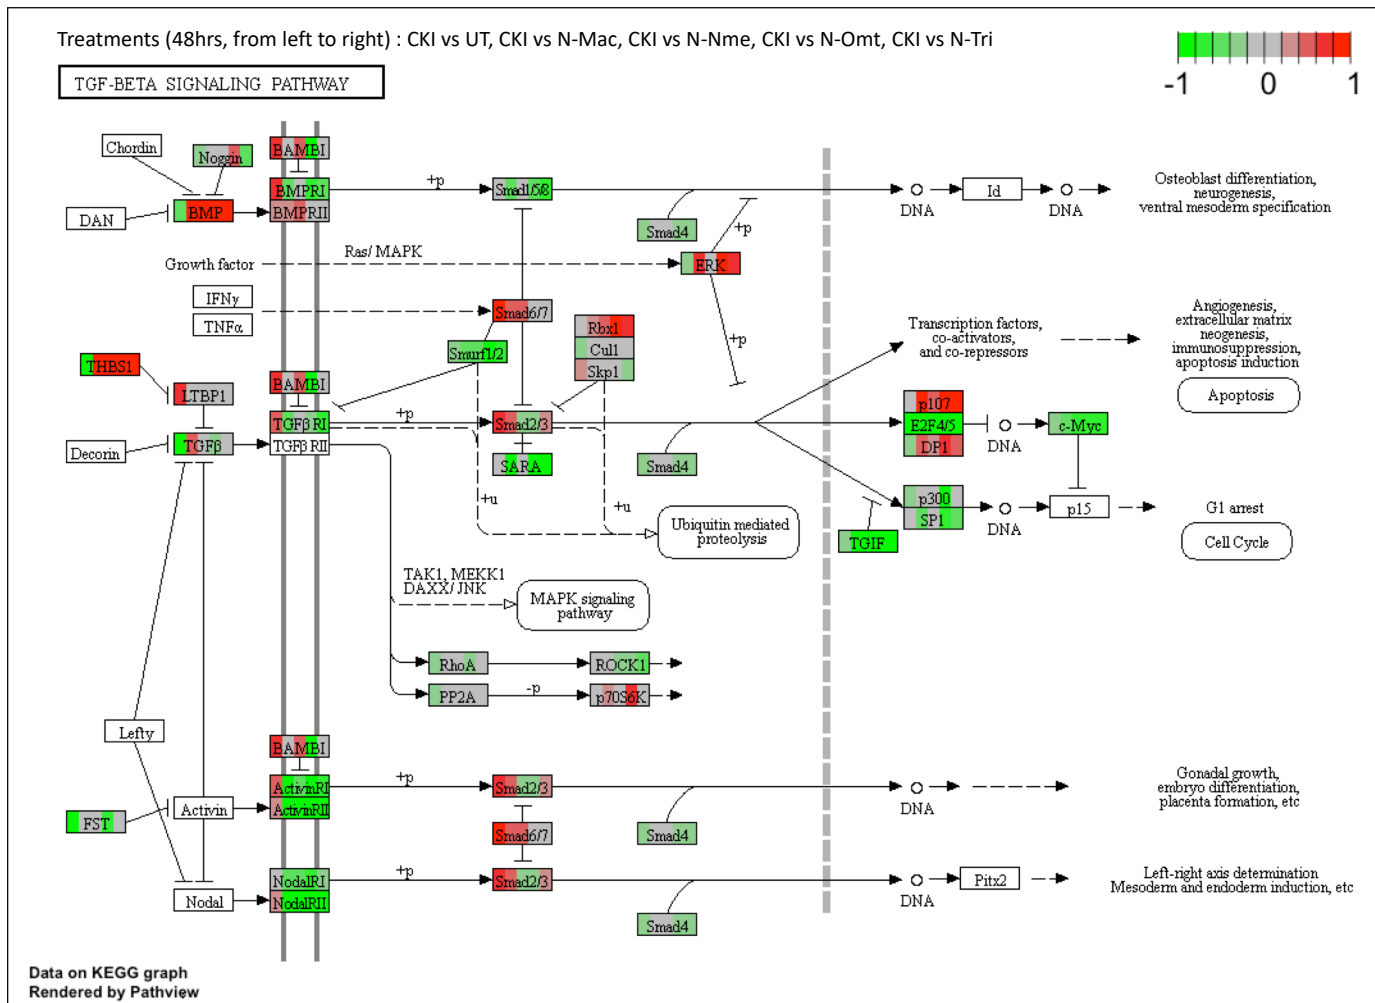 Treatments (48hrs, from left to right) : CKI vs UT, CKI vs N-Mac, CKI vs N-Nme, CKI vs N-Omt, CKI vs N-Tri
-1 0 1
TGF-BETA SIGNALING PATHWAY
Chordin
Noggin
BAMBI
DAN
BMP
BMPRI
BMPRII
+p
Smad1/5/8
Smad4
DNA
Id
DNA
Osteoblast differentiation,
neurogenesis,
ventral mesoderm specification
Growth factor
Ras/ MAPK
ERK
+p
+p
IFNγ
TNFα
Smad6/7
Smurf1/2
Rbx1
Cul1
Skp1
Transcription factors,
co-activators,
and co-repressors
Angiogenesis,
extracellular matrix
neogenesis,
immunosuppression,
apoptosis induction
Apoptosis
THBS1
LTBP1
BAMBI
Decorin
TGFβ
TGFβ RI
TGFβ RII
+p
Smad2/3
SARA
Smad4
+u
+u
Ubiquitin mediated
proteolysis
p107
E2F4/5
DP1
DNA
c-Myc
p300
SP1
DNA
p15
G1 arrest
Cell Cycle
TGIF
TAK1, MEKK1
DAXX/ JNK
MAPK signaling
pathway
RhoA
ROCK1
PP2A
-p
p70S6K
Lefty
BAMBI
FST
Activin
ActivinRI
ActivinRII
+p
Smad2/3
Smad6/7
Smad4
DNA
Gonadal growth,
embryo differentiation,
placenta formation, etc
Nodal
NodalRI
NodalRII
+p
Smad2/3
Smad4
DNA
Pitx2
Left-right axis determination
Mesoderm and endoderm induction, etc
Data on KEGG graph
Rendered by Pathview